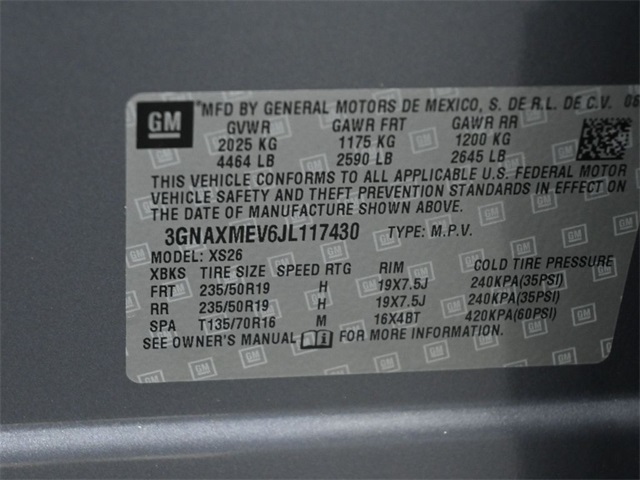 GM *MFD BY GENERAL MOTORS DE MEXICO, S. DE R.L. DE C.V.
GVWR GAWR FRT GAWR RR
2025 KG 1175 KG 1200 KG
4464 LB 2590 LB 2645 LB
THIS VEHICLE CONFORMS TO ALL APPLICABLE U.S. FEDERAL MOTOR
VEHICLE SAFETY AND THEFT PREVENTION STANDARDS IN EFFECT ON
THE DATE OF MANUFACTURE SHOWN ABOVE.
3GNAXMEV6JL117430 TYPE: M.P.V.
MODEL: XS26
XBKS TIRE SIZE SPEED RTG RIM COLD TIRE PRESSURE
FRT 235/50R19 H 19X7.5J 240KPA(35PSI)
RR 235/50R19 H 19X7.5J 240KPA(35PSI)
SPA T135/70R16 M 16X4BT 420KPA(60PSI)
SEE OWNER'S MANUAL FOR MORE INFORMATION.